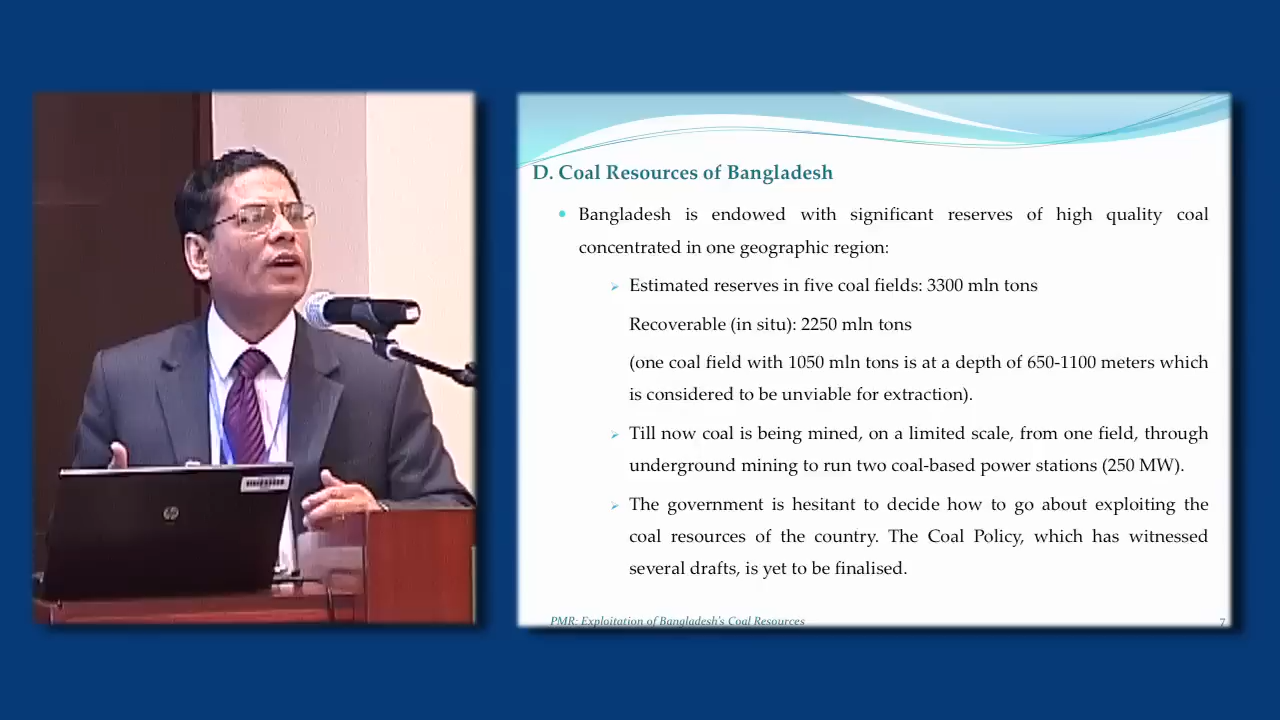 D. Coal Resources of Bangladesh
Bangladesh is endowed with significant reserves of high quality coal
concentrated in one geographic region:
Estimated reserves in five coal fields: 3300 mln tons
Recoverable (in situ): 2250 mln tons
(one coal field with 1050 mln tons is at a depth of 650-1100 meters which
is considered to be unviable for extraction).
Till now coal is being mined, on a limited scale, from one field, through
underground mining to run two coal-based power stations (250 MW).
The government is hesitant to decide how to go about exploiting the
coal resources of the country. The Coal Policy, which has witnessed
several drafts, is yet to be finalised.
PMR: Exploitation of Bangladesh's Coal Resources
7
hp